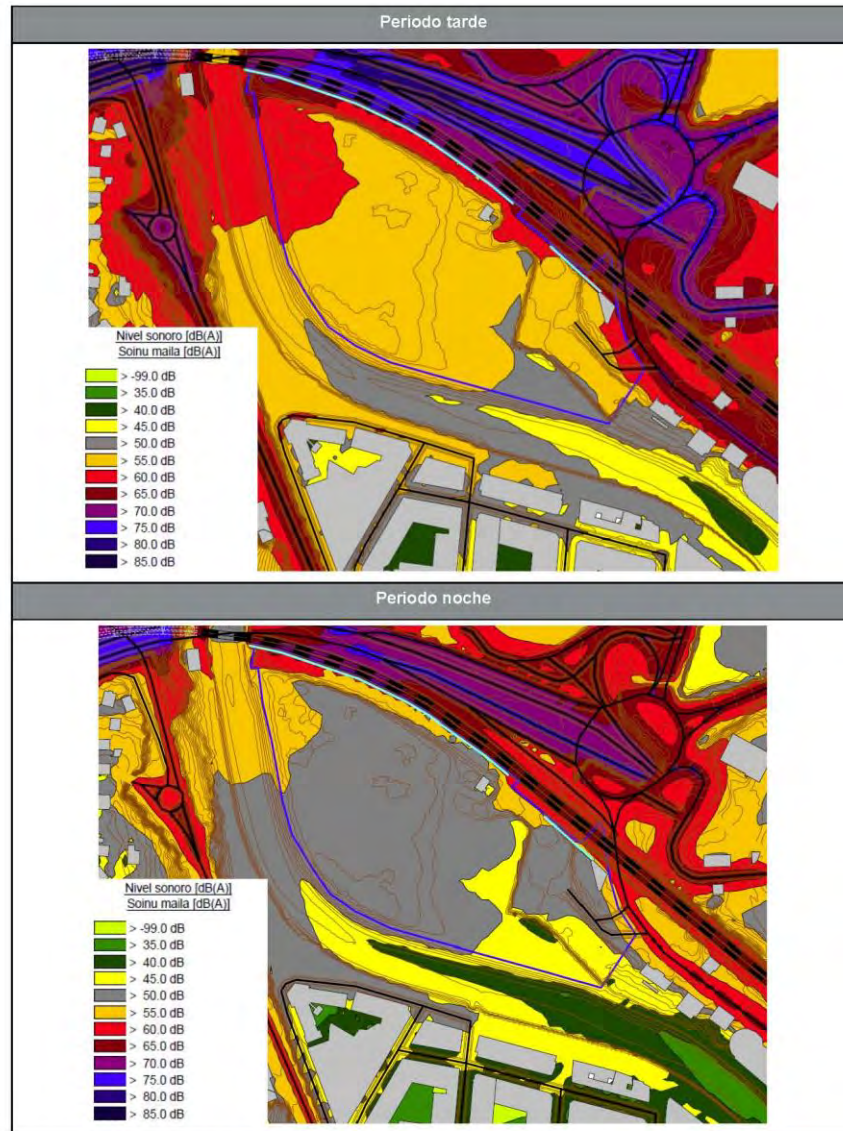 Periodo tarde
Nivel sonoro [dB(A)]
Soinu maila [dB(A)]
> -99.0 dB
> 35.0 dB
> 40.0 dB
> 45.0 dB
> 50.0 dB
> 55.0 dB
> 60.0 dB
> 65.0 dB
> 70.0 dB
> 75.0 dB
> 80.0 dB
> 85.0 dB
Periodo noche
Nivel sonoro [dB(A)]
Soinu maila [dB(A)]
> -99.0 dB
> 35.0 dB
> 40.0 dB
> 45.0 dB
> 50.0 dB
> 55.0 dB
> 60.0 dB
> 65.0 dB
> 70.0 dB
> 75.0 dB
> 80.0 dB
> 85.0 dB